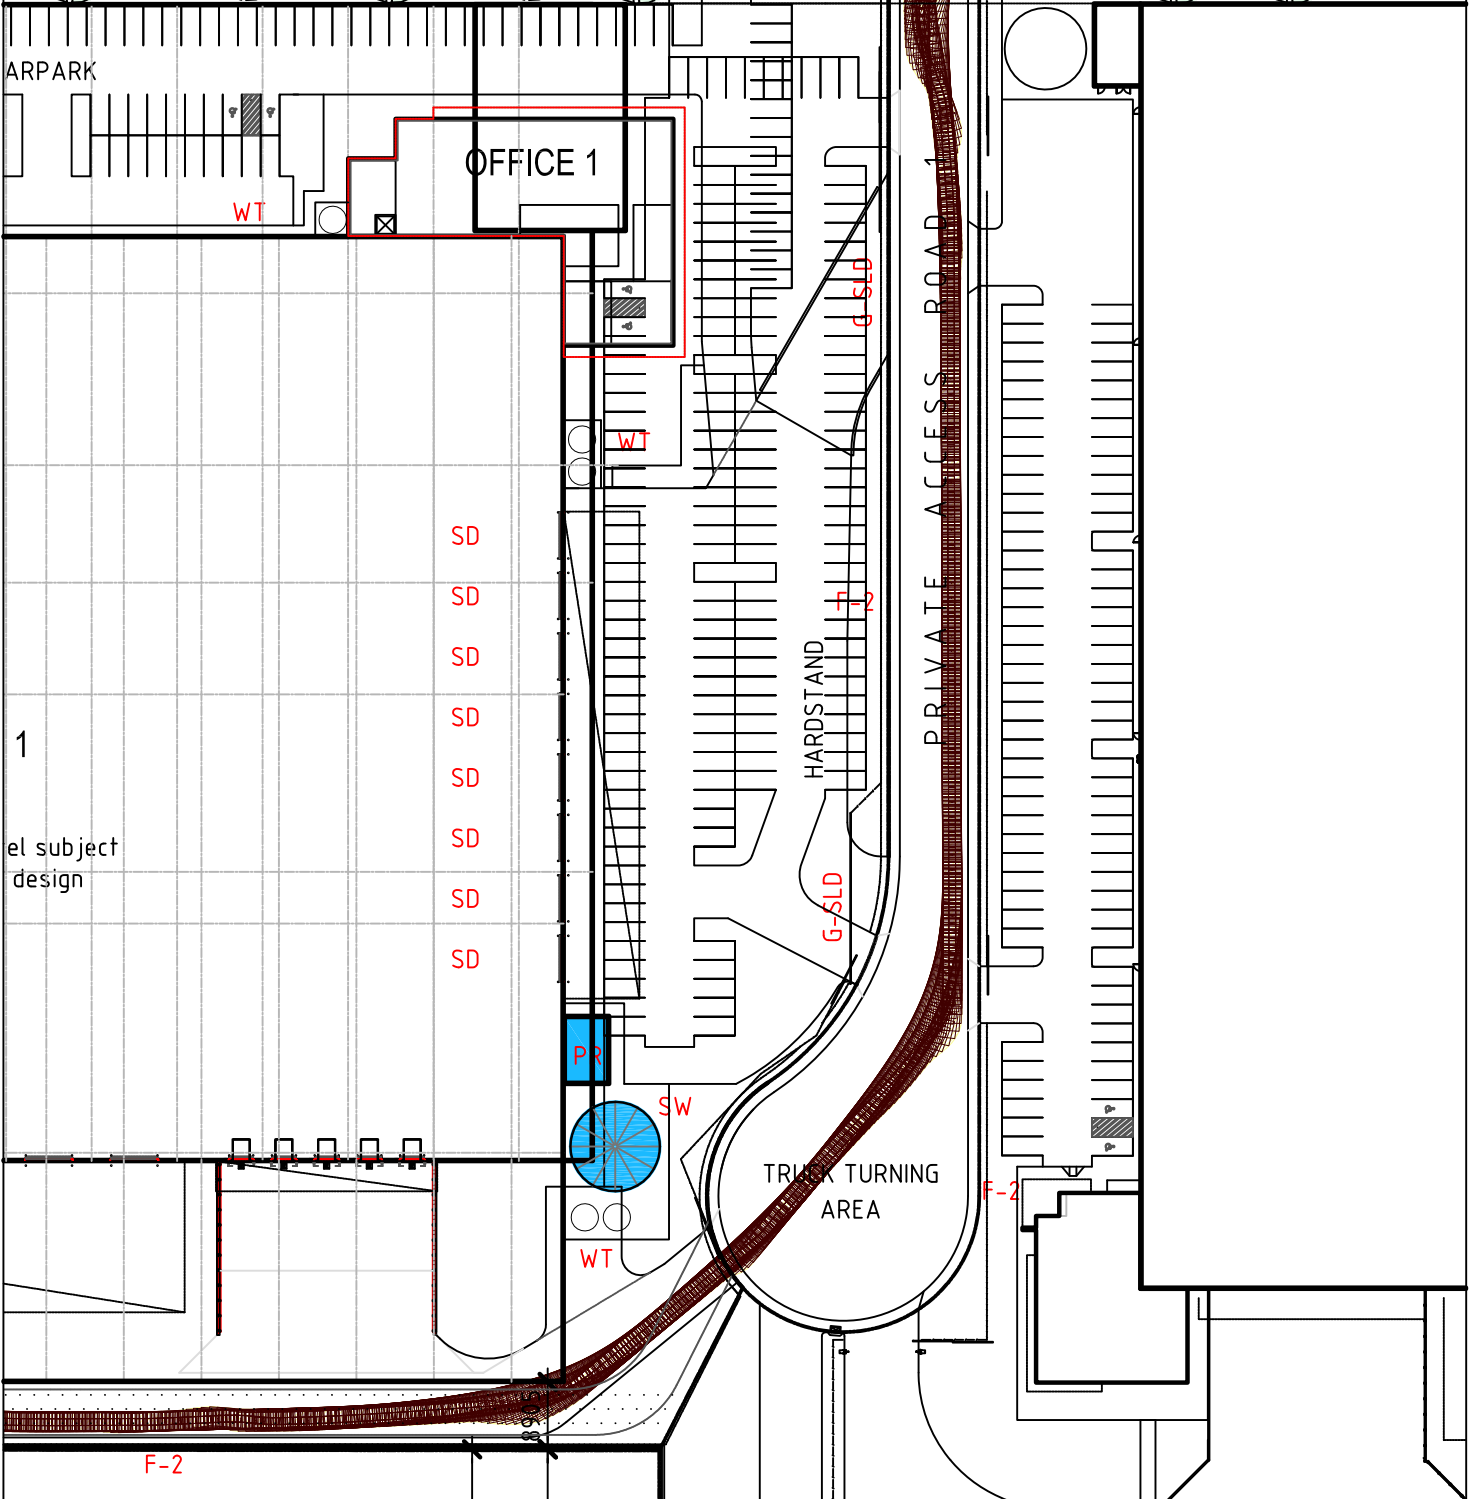 ARPARK
OFFICE 1
WT
G-SLD
PRIVATE ACCESS ROAD 1
WT
SD
SD
F-2
HARDSTAND
SD
SD
1
SD
SD
el subject
design
SD
G-SLD
SD
PR
SW
TRUCK TURNING
AREA
F-2
WT
8905
F-2